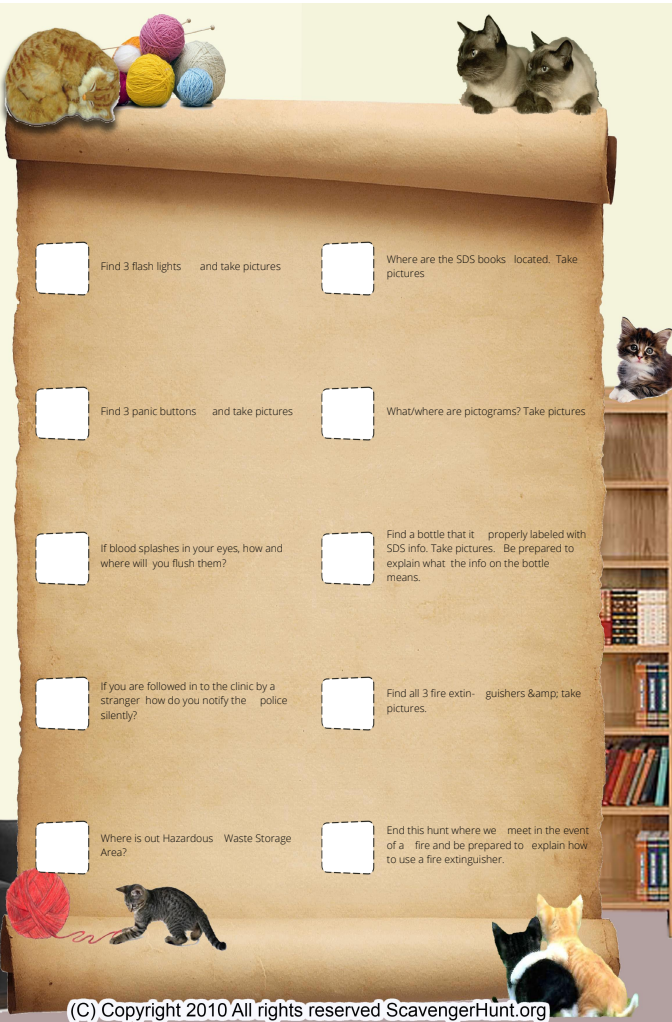 Find 3 flash lights and take pictures
Find 3 panic buttons and take pictures
If blood splashes in your eyes, how and
where will you flush them?
If you are followed in to the clinic by a
stranger how do you notify the police
silently?
Where is out Hazardous Waste Storage
Area?
Where are the SDS books located. Take
pictures
What/where are pictograms? Take pictures
Find a bottle that it properly labeled with
SDS info. Take pictures. Be prepared to
explain what the info on the bottle
means.
Find all 3 fire extin- guishers &amp; take
pictures.
End this hunt where we meet in the event
of a fire and be prepared to explain how
to use a fire extinguisher.
(C) Copyright 2010 All rights reserved ScavengerHunt.org